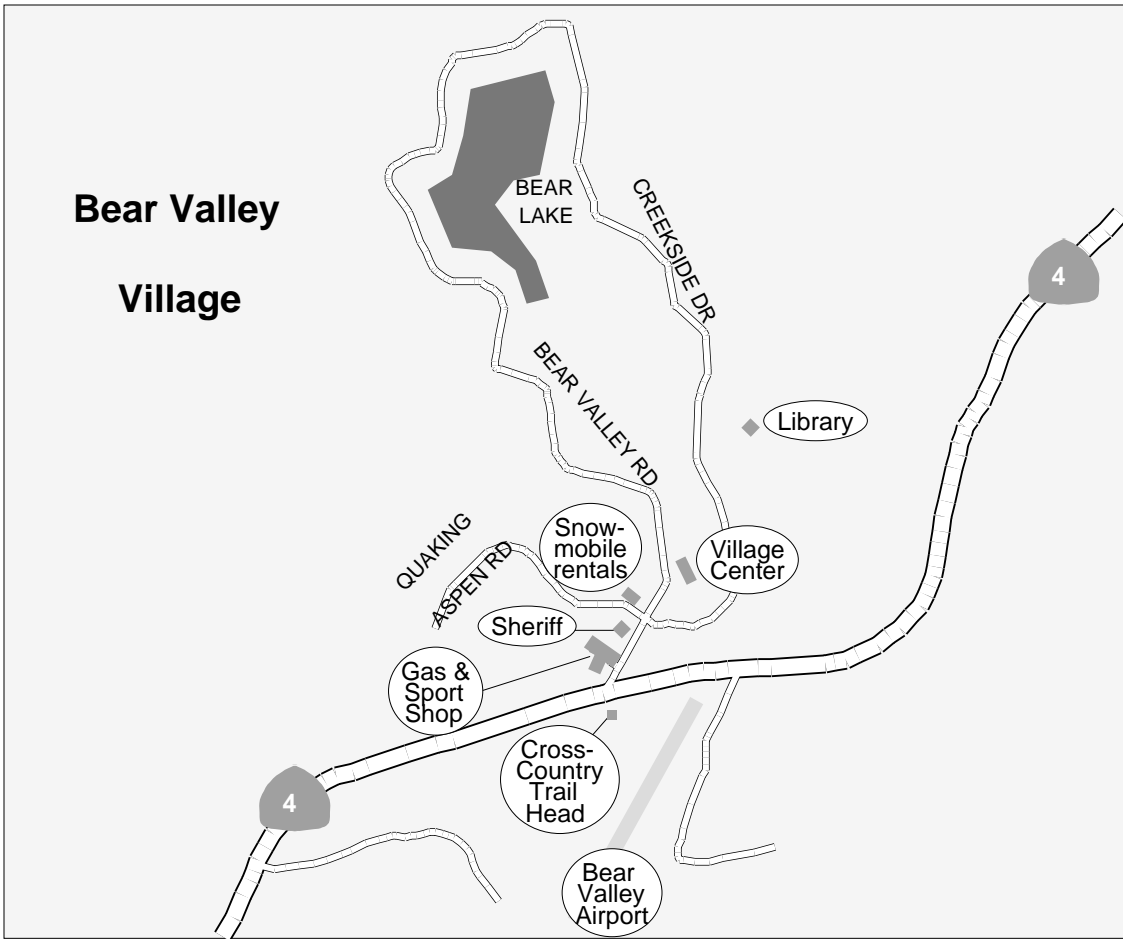 Bear Valley
Village
BEAR
LAKE
CREEKSIDE DR
4
BEAR VALLEY RD
Library
QUAKING
ASPEN RD
Snow-
mobile
rentals
Village
Center
Sheriff
Gas &
Sport
Shop
Cross-
Country
Trail
Head
4
Bear
Valley
Airport